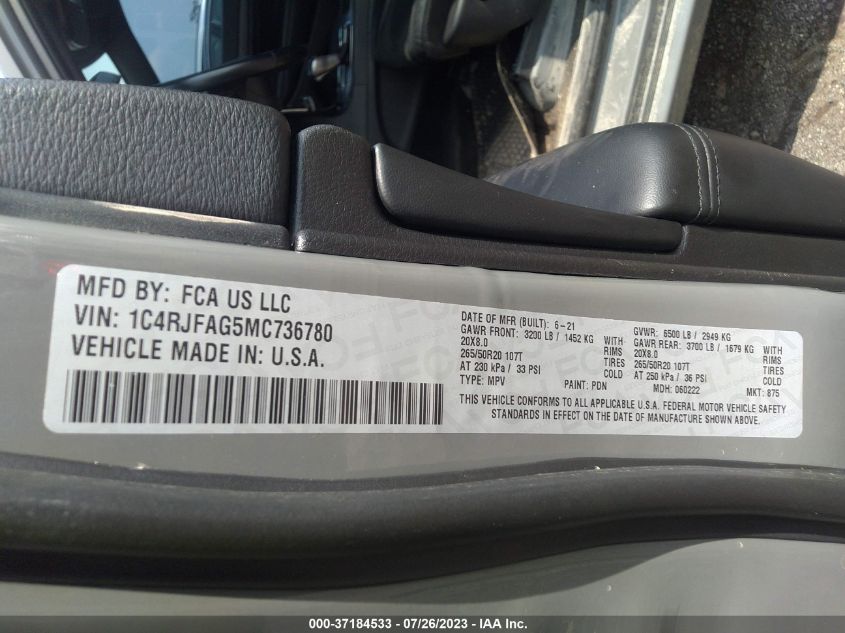 MFD BY: FCA US LLC
VIN: 1C4RJFAG5MC736780
VEHICLE MADE IN: U.S.A.
DATE OF MFR (BUILT): 6-21
GVWR: 6500 LB / 2949 KG
GAWR FRONT: 3200 LB / 1452 KG WITH
GAWR REAR: 3700 LB / 1679 KG WITH
20X8.0 RIMS
20X8.0 RIMS
265/50R20 107T TIRES
265/50R20 107T TIRES
AT 230 kPa / 33 PSI COLD
AT 250 kPa / 36 PSI COLD
TYPE: MPV PAINT: PDN MDH: 060222 MKT: 875
THIS VEHICLE CONFORMS TO ALL APPLICABLE U.S.A. FEDERAL MOTOR VEHICLE SAFETY
STANDARDS IN EFFECT ON THE DATE OF MANUFACTURE SHOWN ABOVE.
000-37184533 - 07/26/2023 - IAA Inc.